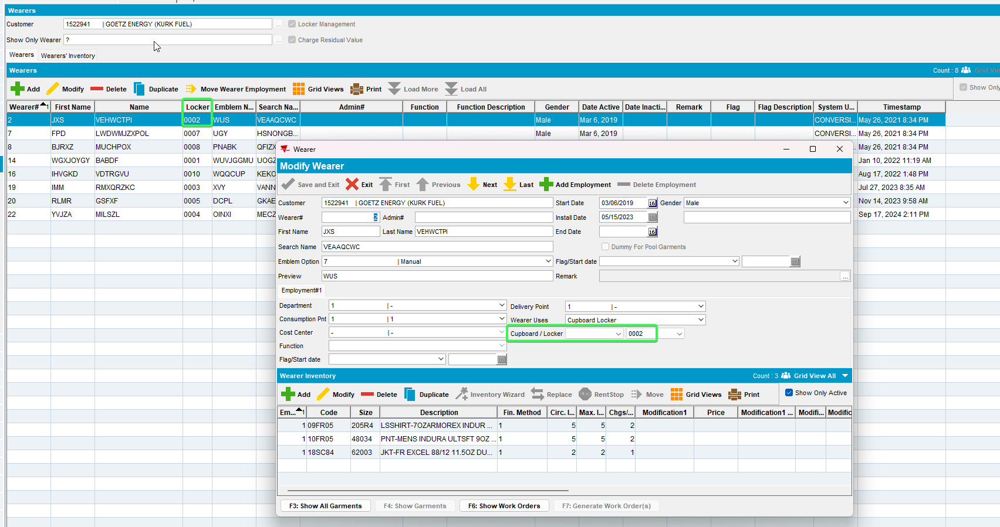 Wearers
Customer 1522941 | GOETZ ENERGY (KURK FUEL) ... Locker Management
Show Only Wearer ? ... Charge Residual Value
Wearers Wearers' Inventory
Wearers Count : 8 Grid Vie
Add Modify Delete Duplicate Move Wearer Employment Grid Views Print Load More Load All Show Only
Wearer# 1 First Name Name Locker Emblem N... Search Na... Admin# Function Function Description Gender Date Active Date Inacti... Remark Flag Flag Description System U... Timestamp
2 JXS VEHWCTPI 0002 WUS VEAAQCWC Male Mar 6, 2019 CONVERSI... May 26, 2021 8:34 PM
7 FPD LWDWMJZXPOL 0007 UGY HSNONGB... Male Mar 6, 2019 CONVERSI... May 26, 2021 8:34 PM
8 BJRXZ MUCHPOX 0008 PNABK QFIZX May 26, 2021 8:34 PM
14 WGXJOYGY BABDF 0001 WUVJGGMU UOGZ Jan 10, 2022 11:19 AM
16 IHVGKD VDTRGVU 0010 WQQCUP KEKO Aug 17, 2022 1:48 PM
19 IMM RMXQRZKC 0003 XVY VANN Jul 27, 2023 8:35 AM
20 RLMR GSFXF 0005 DCPL GKAE Nov 14, 2023 9:58 AM
22 YVJZA MILSZL 0004 OINXI MECZ Sep 17, 2024 2:11 PM
Wearer
Modify Wearer
Save and Exit Exit First Previous Next Last Add Employment Delete Employment
Customer 1522941 | GOETZ ENERGY (KURK FUEL) Start Date 03/06/2019 16 Gender Male
Wearer# 2 Admin# Install Date 05/15/2023 16
First Name JXS Last Name VEHWCTPI End Date 16
Search Name VEAAQCWC Dummy For Pool Garments
Emblem Option 7 | Manual Flag/Start date 16
Preview WUS Remark ...
Employment#1
Department 1 | - Delivery Point 1 | -
Consumption Pnt 1 | 1 Wearer Uses Cupboard Locker
Cost Center - | - Cupboard / Locker 0002
Function
Flag/Start date 16
Wearer Inventory Count : 3 Grid View All
Add Modify Delete Duplicate Inventory Wizard Replace RentStop Move Grid Views Print Show Only Active
Em... 1 Code Size Description Fin. Method Circ. I... Max. I... Chgs/... Modification1 Price Modification1 ... Modifi... Modific
1 09FR05 205R4 LSSHIRT-7OZARMOREX INDUR ... 1 5 5 2
1 10FR05 48034 PNT-MENS INDURA ULTSFT 9OZ ... 1 5 5 2
1 18SC84 62003 JKT-FR EXCEL 88/12 11.5OZ DU... 1 2 2 1
F3: Show All Garments F4: Show Garments F6: Show Work Orders F7: Generate Work Order(s)